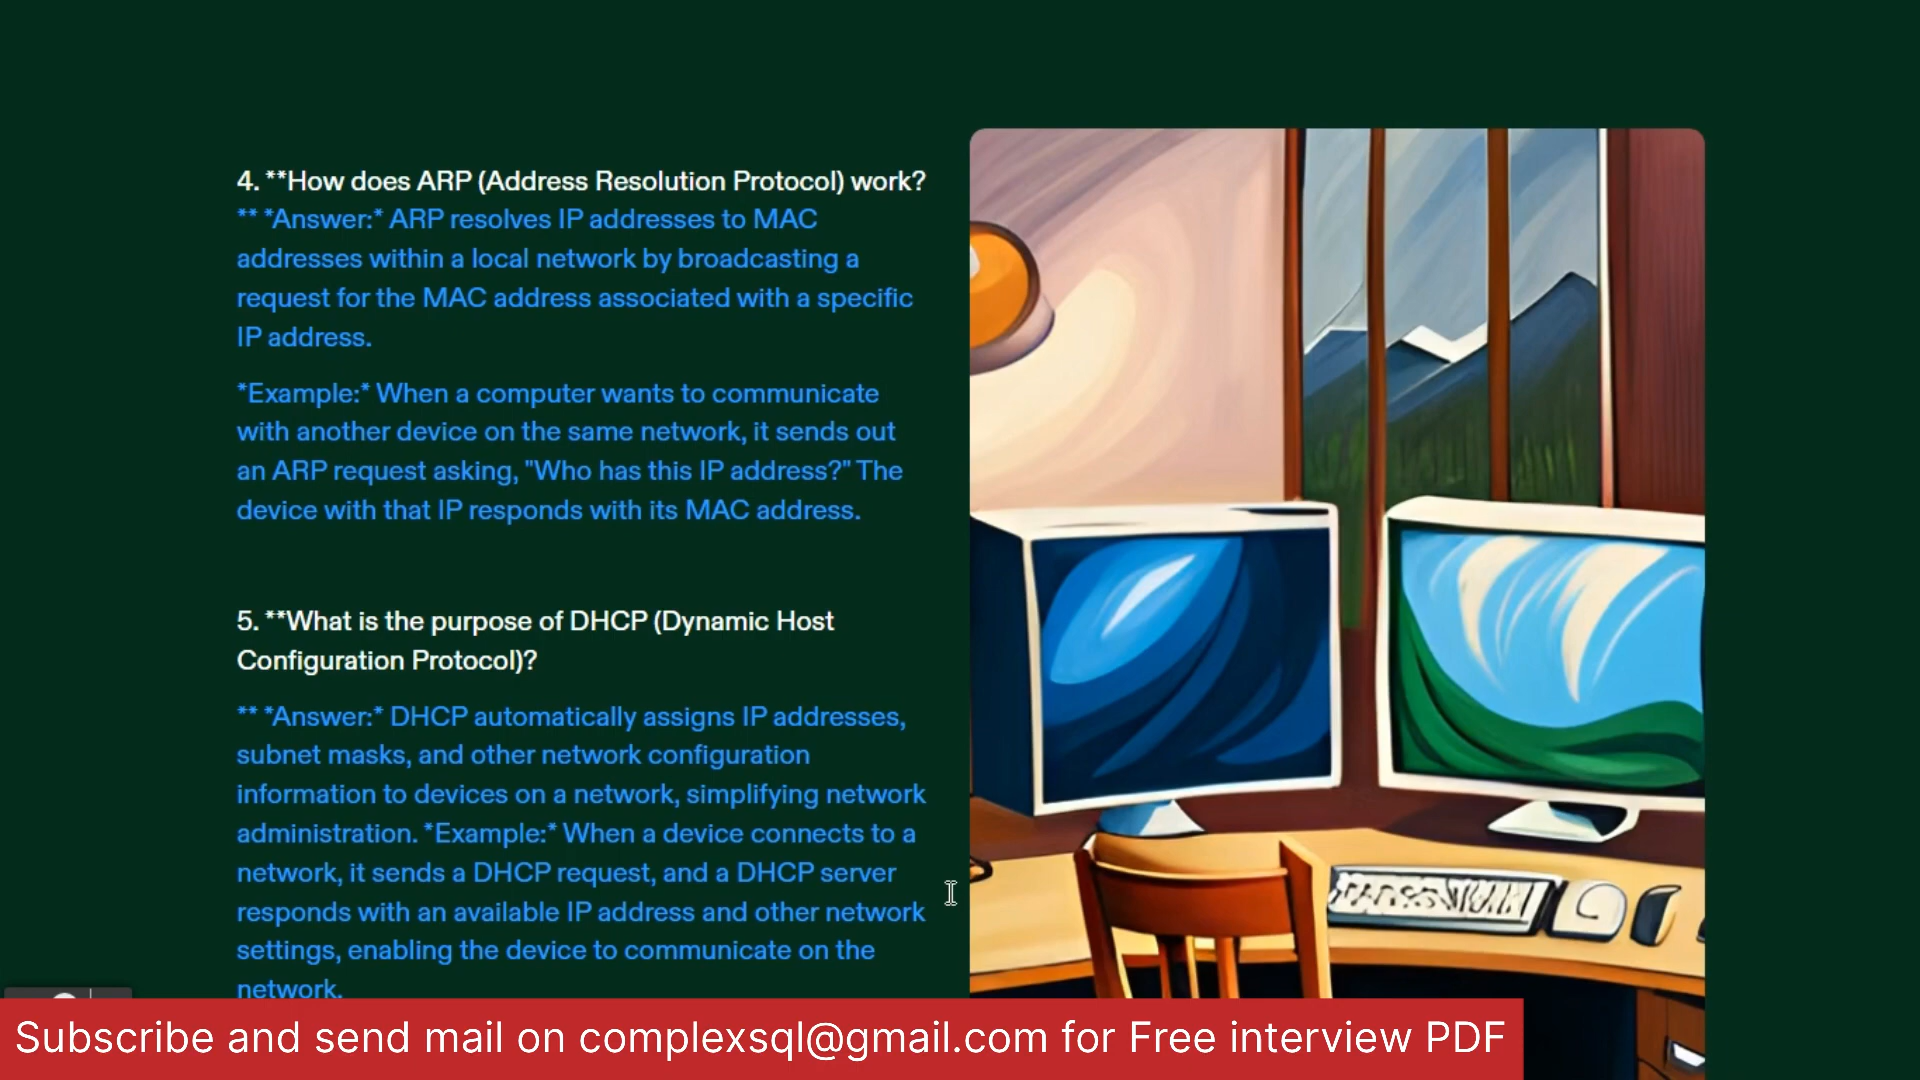 4. **How does ARP (Address Resolution Protocol) work?
** *Answer:* ARP resolves IP addresses to MAC
addresses within a local network by broadcasting a
request for the MAC address associated with a specific
IP address.
*Example:* When a computer wants to communicate
with another device on the same network, it sends out
an ARP request asking, "Who has this IP address?" The
device with that IP responds with its MAC address.
5. **What is the purpose of DHCP (Dynamic Host
Configuration Protocol)?
** *Answer:* DHCP automatically assigns IP addresses,
subnet masks, and other network configuration
information to devices on a network, simplifying network
administration. *Example:* When a device connects to a
network, it sends a DHCP request, and a DHCP server
responds with an available IP address and other network
settings, enabling the device to communicate on the
network.
Subscribe and send mail on complexsql@gmail.com for Free interview PDF